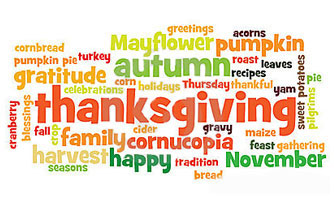 greetings
acorns
cornbread
Mayflower
pumpkin
pumpkin pie
turkey
autumn
roast
leaves
gratitude
corn
recipes
sweet potatoes
pie
pilgrims
celebrations
holidays
Thursday
thankful
yam
thanksgiving
cranberry
blessings
fall
crop
cider
gravy
maize
family
cornucopia
feast
gathering
harvest
happy
tradition
November
seasons
bread